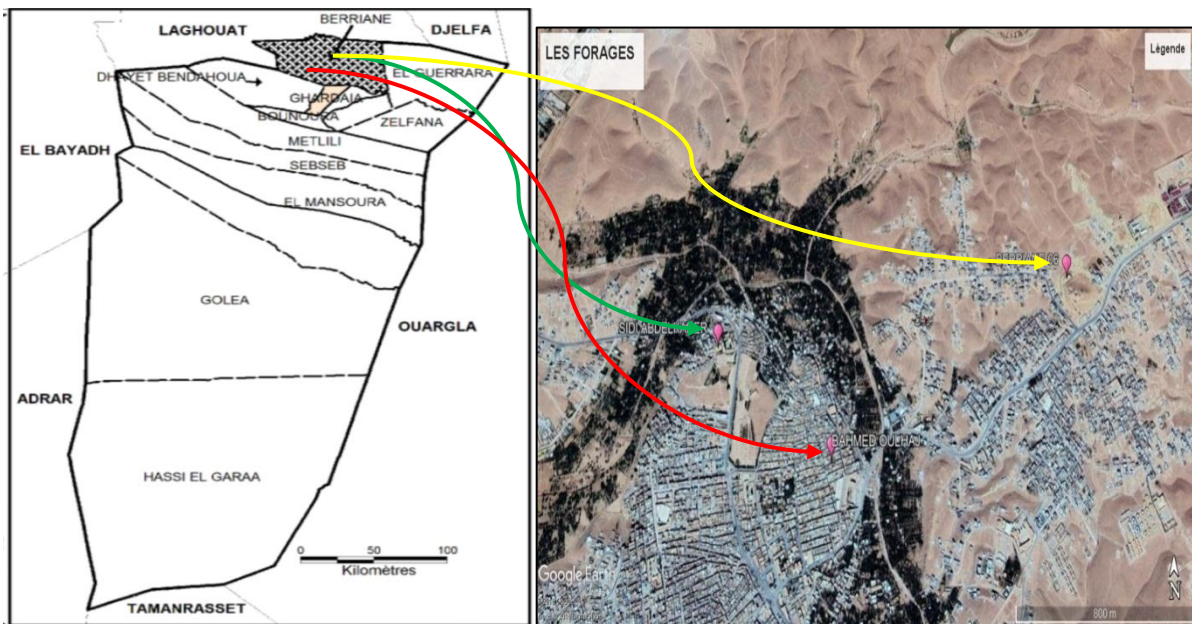 BERRIANE
LAGHOUAT
DJELFA
DHAYET BENDAHOUA
EL GUERRARA
GHARDAIA
BOUNOURA
ZELFANA
METLILI
EL BAYADH
SEBSEB
EL MANSOURA
GOLEA
OUARGLA
ADRAR
HASSI EL GARAA
0 50 100
Kilomètres
TAMANRASSET
LES FORAGES
Légende
BAHMED OULHAJ
Google Earth
N
800 m